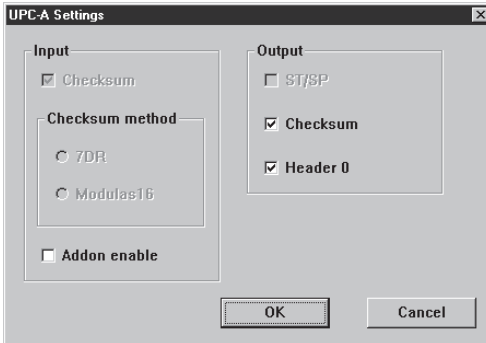 UPC-A Settings
Input
Checksum
Checksum method
7DR
Modulas16
Addon enable
Output
ST/SP
Checksum
Header 0
OK
Cancel